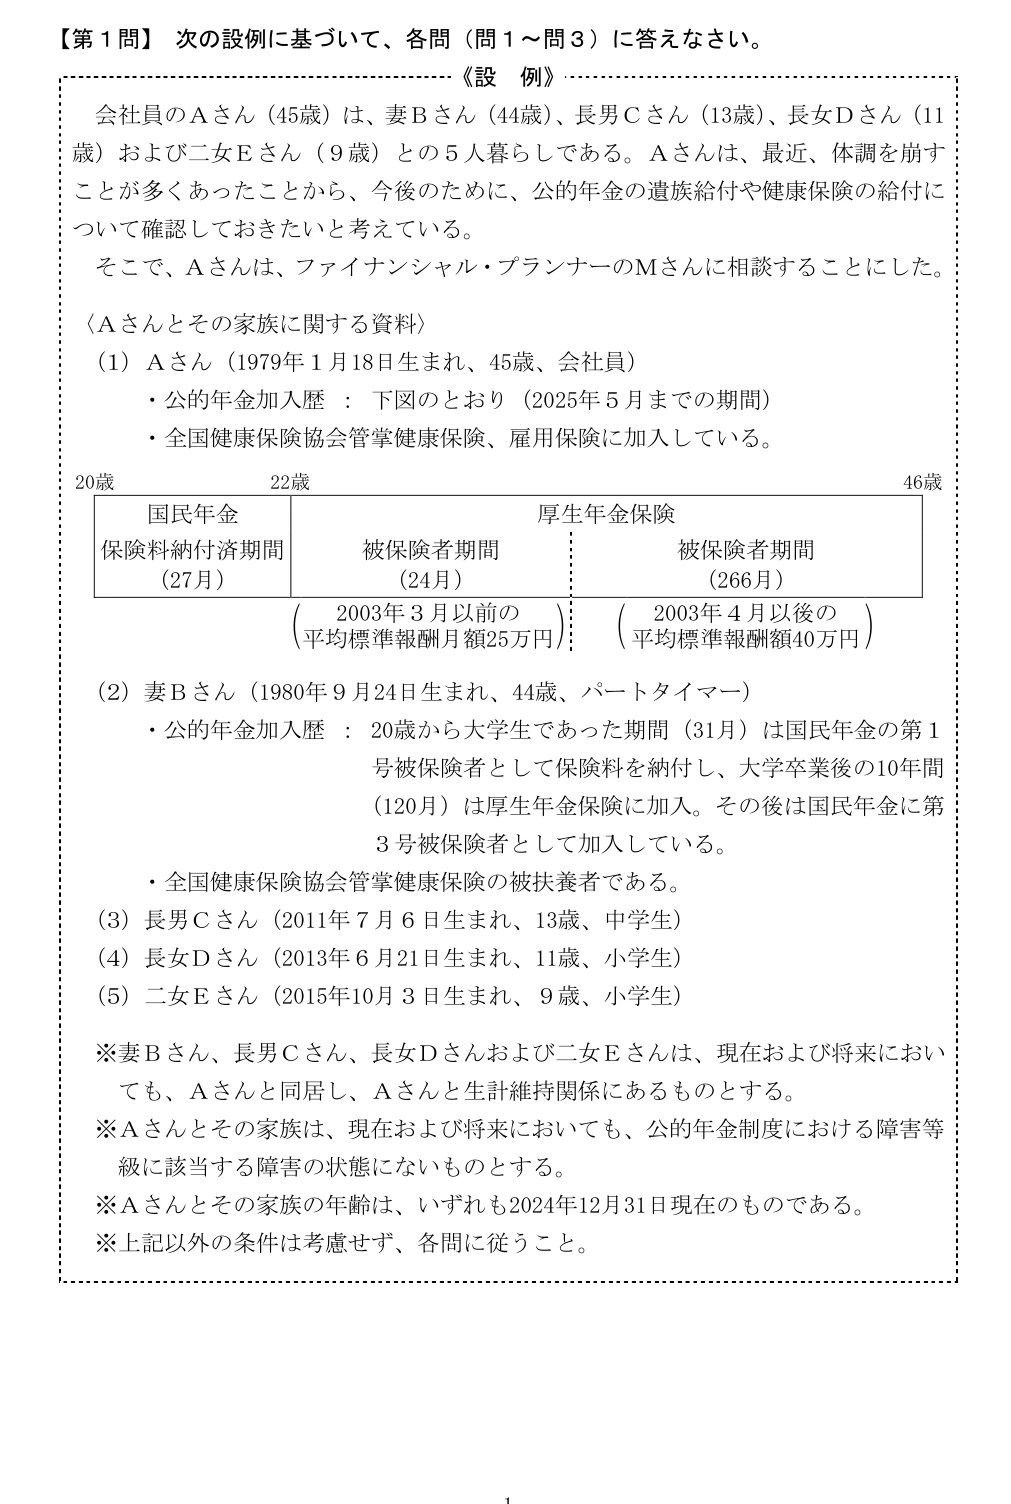 【第１問】 次の設例に基づいて、各問（問１～問３）に答えなさい。
《設　例》
会社員のＡさん（45歳）は、妻Ｂさん（44歳）、長男Ｃさん（13歳）、長女Ｄさん（11
歳）および二女Ｅさん（９歳）との５人暮らしである。Ａさんは、最近、体調を崩す
ことが多くあったことから、今後のために、公的年金の遺族給付や健康保険の給付に
ついて確認しておきたいと考えている。
そこで、Ａさんは、ファイナンシャル・プランナーのＭさんに相談することにした。
〈Ａさんとその家族に関する資料〉
（1）Ａさん（1979年１月18日生まれ、45歳、会社員）
・公的年金加入歴 ： 下図のとおり（2025年５月までの期間）
・全国健康保険協会管掌健康保険、雇用保険に加入している。
20歳 22歳 46歳
国民年金 厚生年金保険
保険料納付済期間 被保険者期間 被保険者期間
（27月） （24月） （266月）
2003年３月以前の 2003年４月以後の
平均標準報酬月額25万円 平均標準報酬額40万円
（2）妻Ｂさん（1980年９月24日生まれ、44歳、パートタイマー）
・公的年金加入歴 ： 20歳から大学生であった期間（31月）は国民年金の第１
号被保険者として保険料を納付し、大学卒業後の10年間
（120月）は厚生年金保険に加入。その後は国民年金に第
３号被保険者として加入している。
・全国健康保険協会管掌健康保険の被扶養者である。
（3）長男Ｃさん（2011年７月６日生まれ、13歳、中学生）
（4）長女Ｄさん（2013年６月21日生まれ、11歳、小学生）
（5）二女Ｅさん（2015年10月３日生まれ、９歳、小学生）
※妻Ｂさん、長男Ｃさん、長女Ｄさんおよび二女Ｅさんは、現在および将来におい
ても、Ａさんと同居し、Ａさんと生計維持関係にあるものとする。
※Ａさんとその家族は、現在および将来においても、公的年金制度における障害等
級に該当する障害の状態にないものとする。
※Ａさんとその家族の年齢は、いずれも2024年12月31日現在のものである。
※上記以外の条件は考慮せず、各問に従うこと。
1